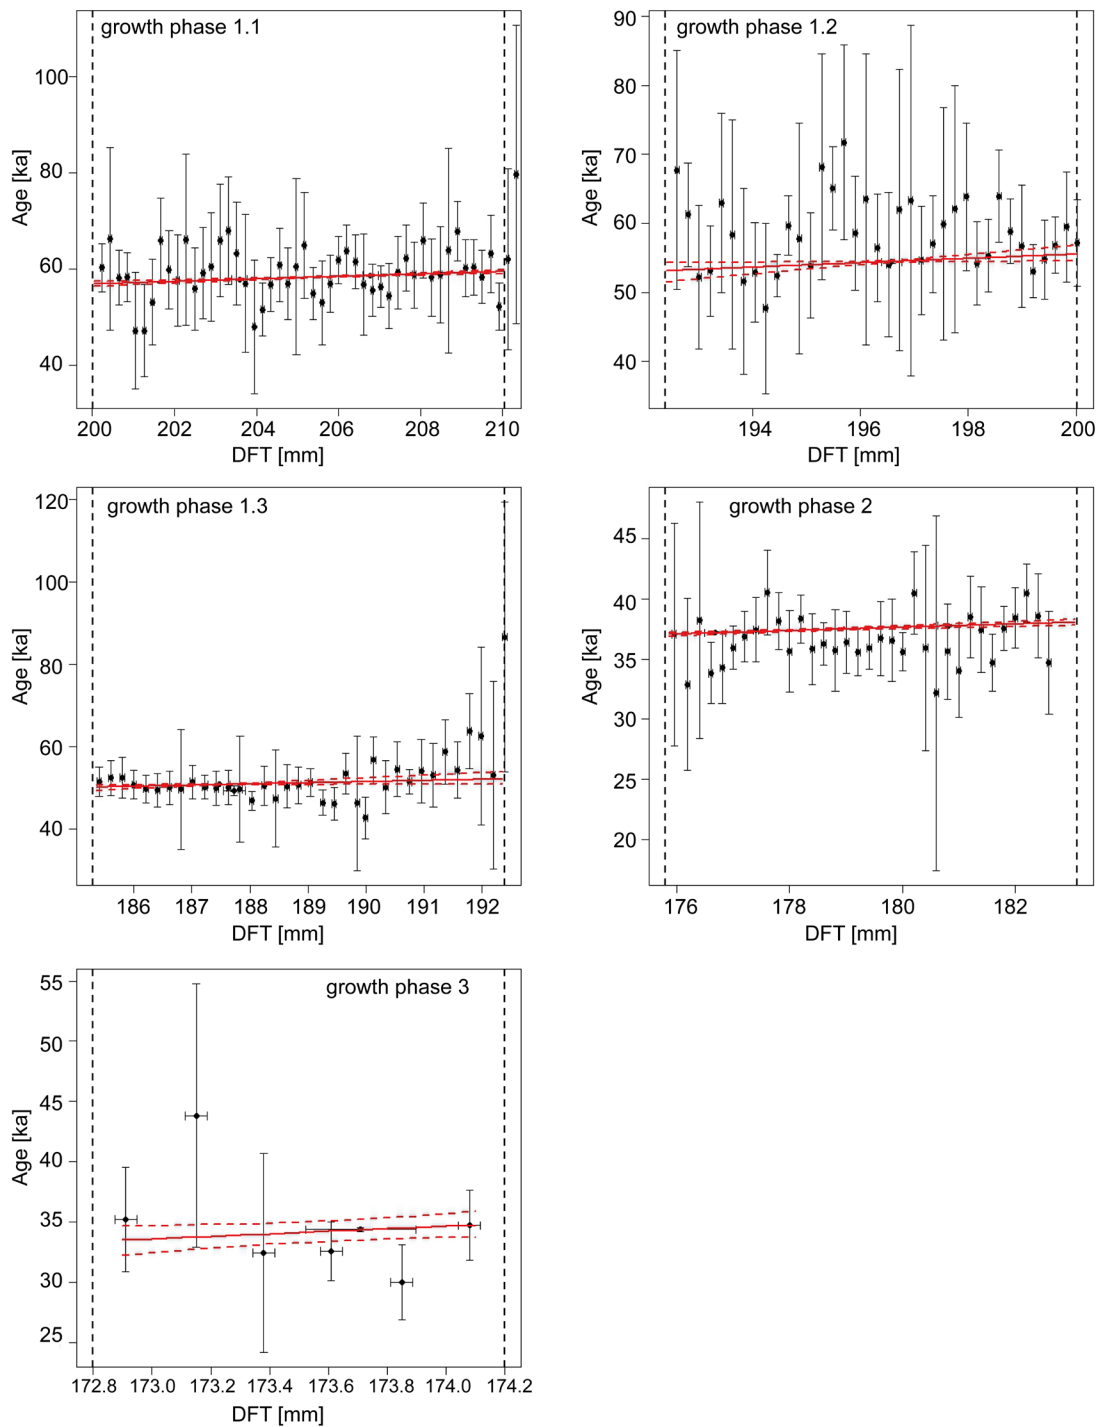 growth phase 1.1
Age [ka]
100
80
60
40
200 202 204 206 208 210
DFT [mm]
growth phase 1.2
Age [ka]
90
80
70
60
50
40
194 196 198 200
DFT [mm]
growth phase 1.3
Age [ka]
120
100
80
60
40
186 187 188 189 190 191 192
DFT [mm]
growth phase 2
Age [ka]
45
40
35
30
25
20
176 178 180 182
DFT [mm]
growth phase 3
Age [ka]
55
50
45
40
35
30
25
172.8 173.0 173.2 173.4 173.6 173.8 174.0 174.2
DFT [mm]